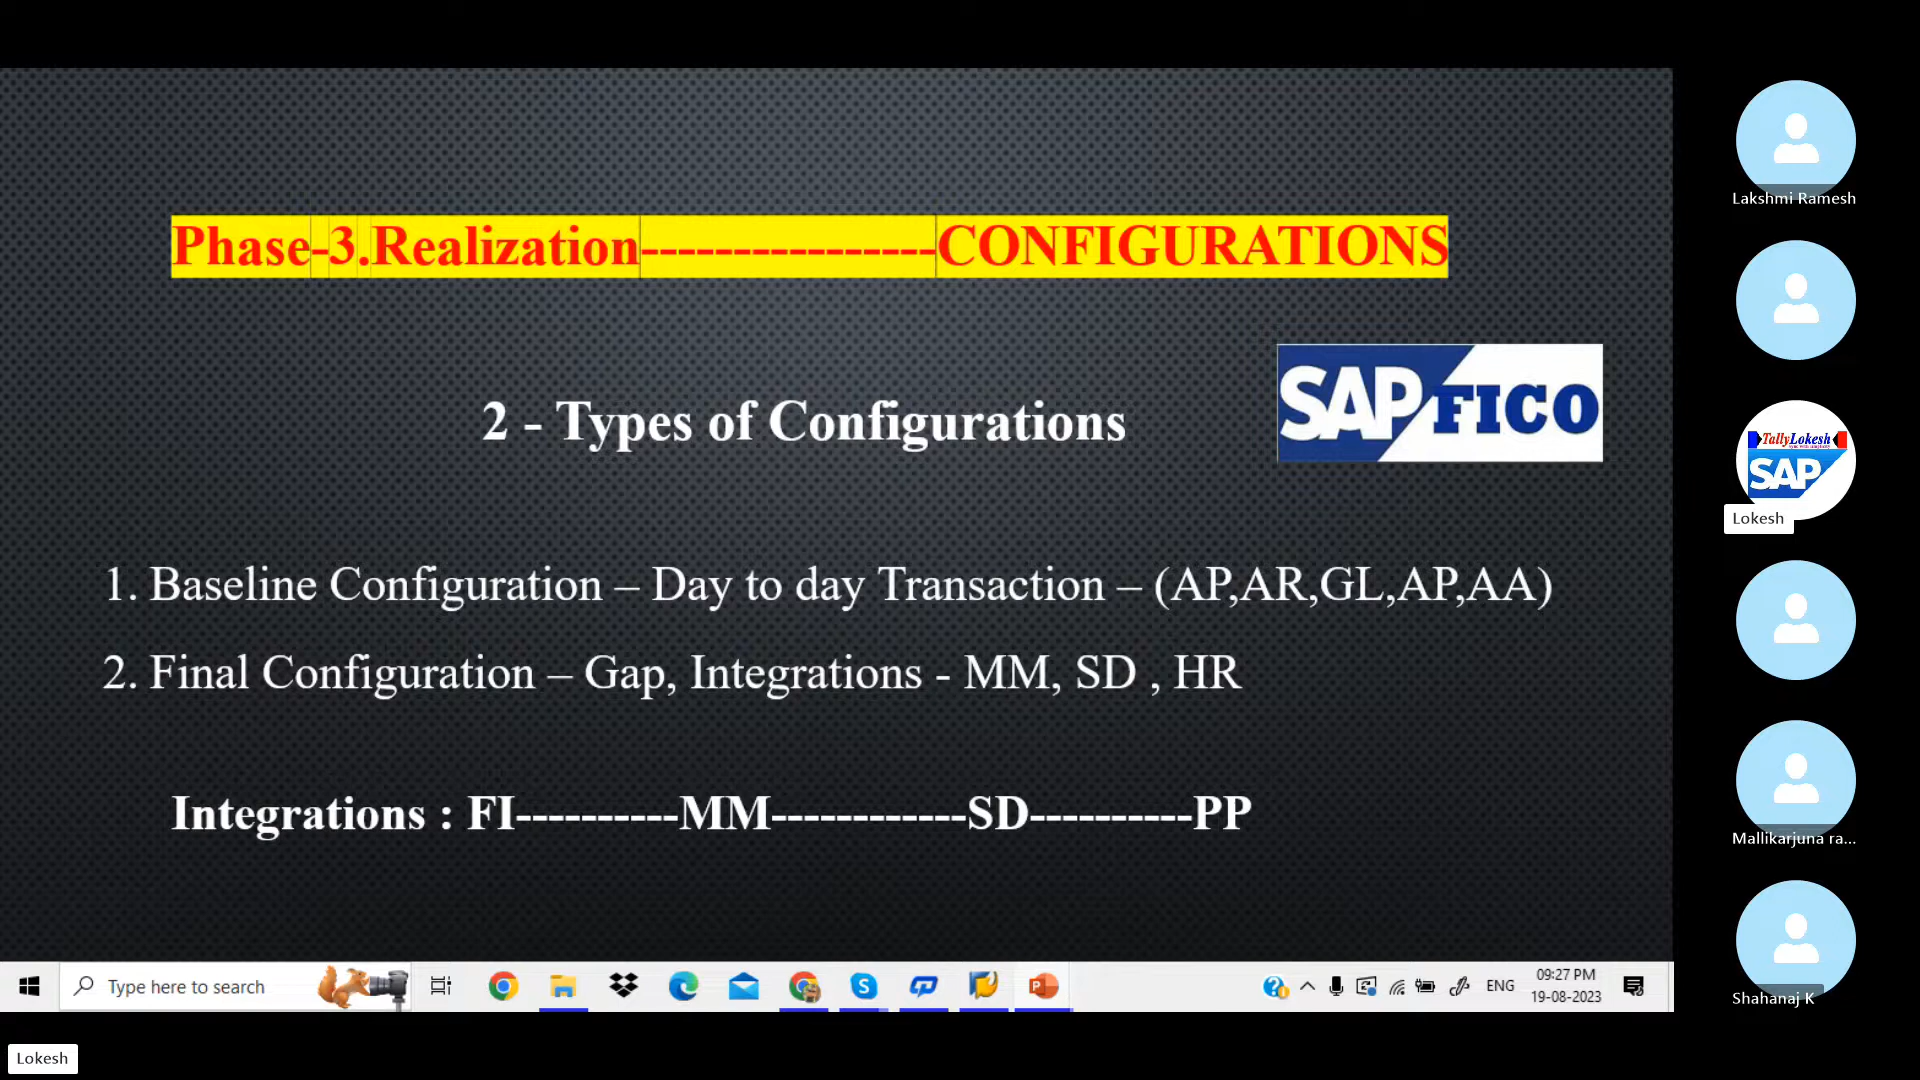 Phase-3.Realization----------------CONFIGURATIONS
2 - Types of Configurations
SAP FICO
1. Baseline Configuration – Day to day Transaction – (AP,AR,GL,AP,AA)
2. Final Configuration – Gap, Integrations - MM, SD , HR
Integrations : FI----------MM------------SD----------PP
Type here to search
ENG
09:27 PM
19-08-2023
Lokesh
Lakshmi Ramesh
TallyLokesh
SAP
Lokesh
Mallikarjuna ra...
Shahanaj K